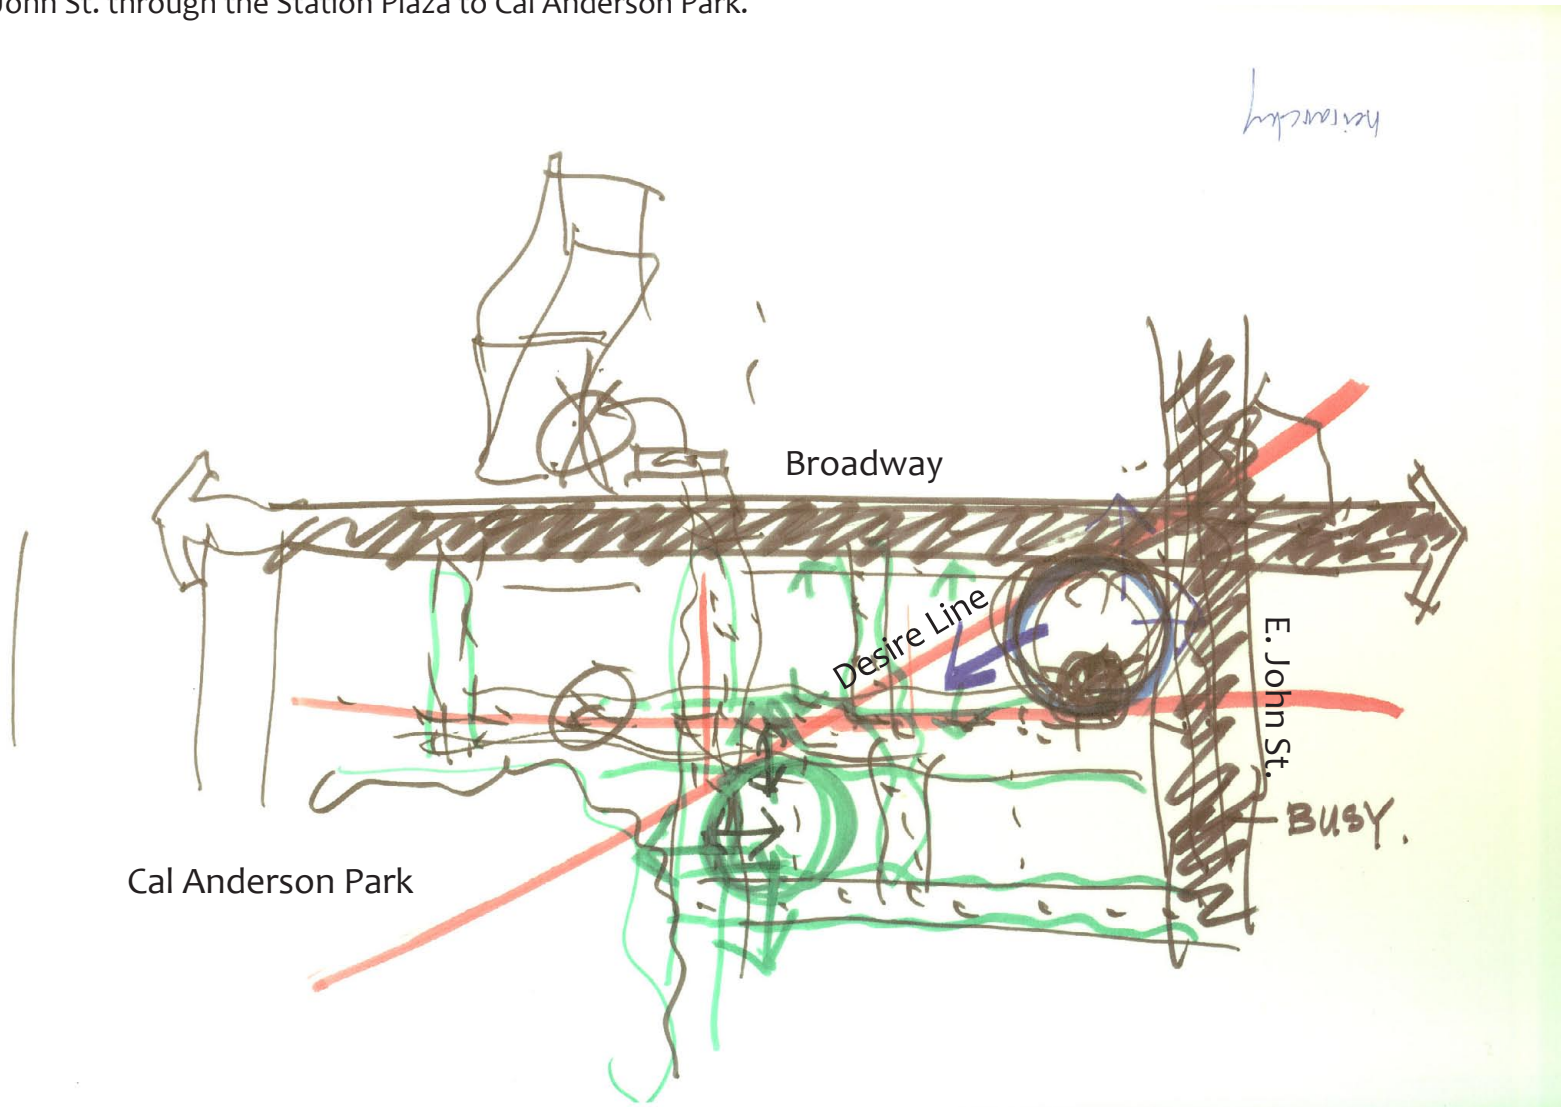 John St. through the Station Plaza to Cal Anderson Park.
heirarchy
Broadway
Desire Line
E. John St.
BUSY.
Cal Anderson Park